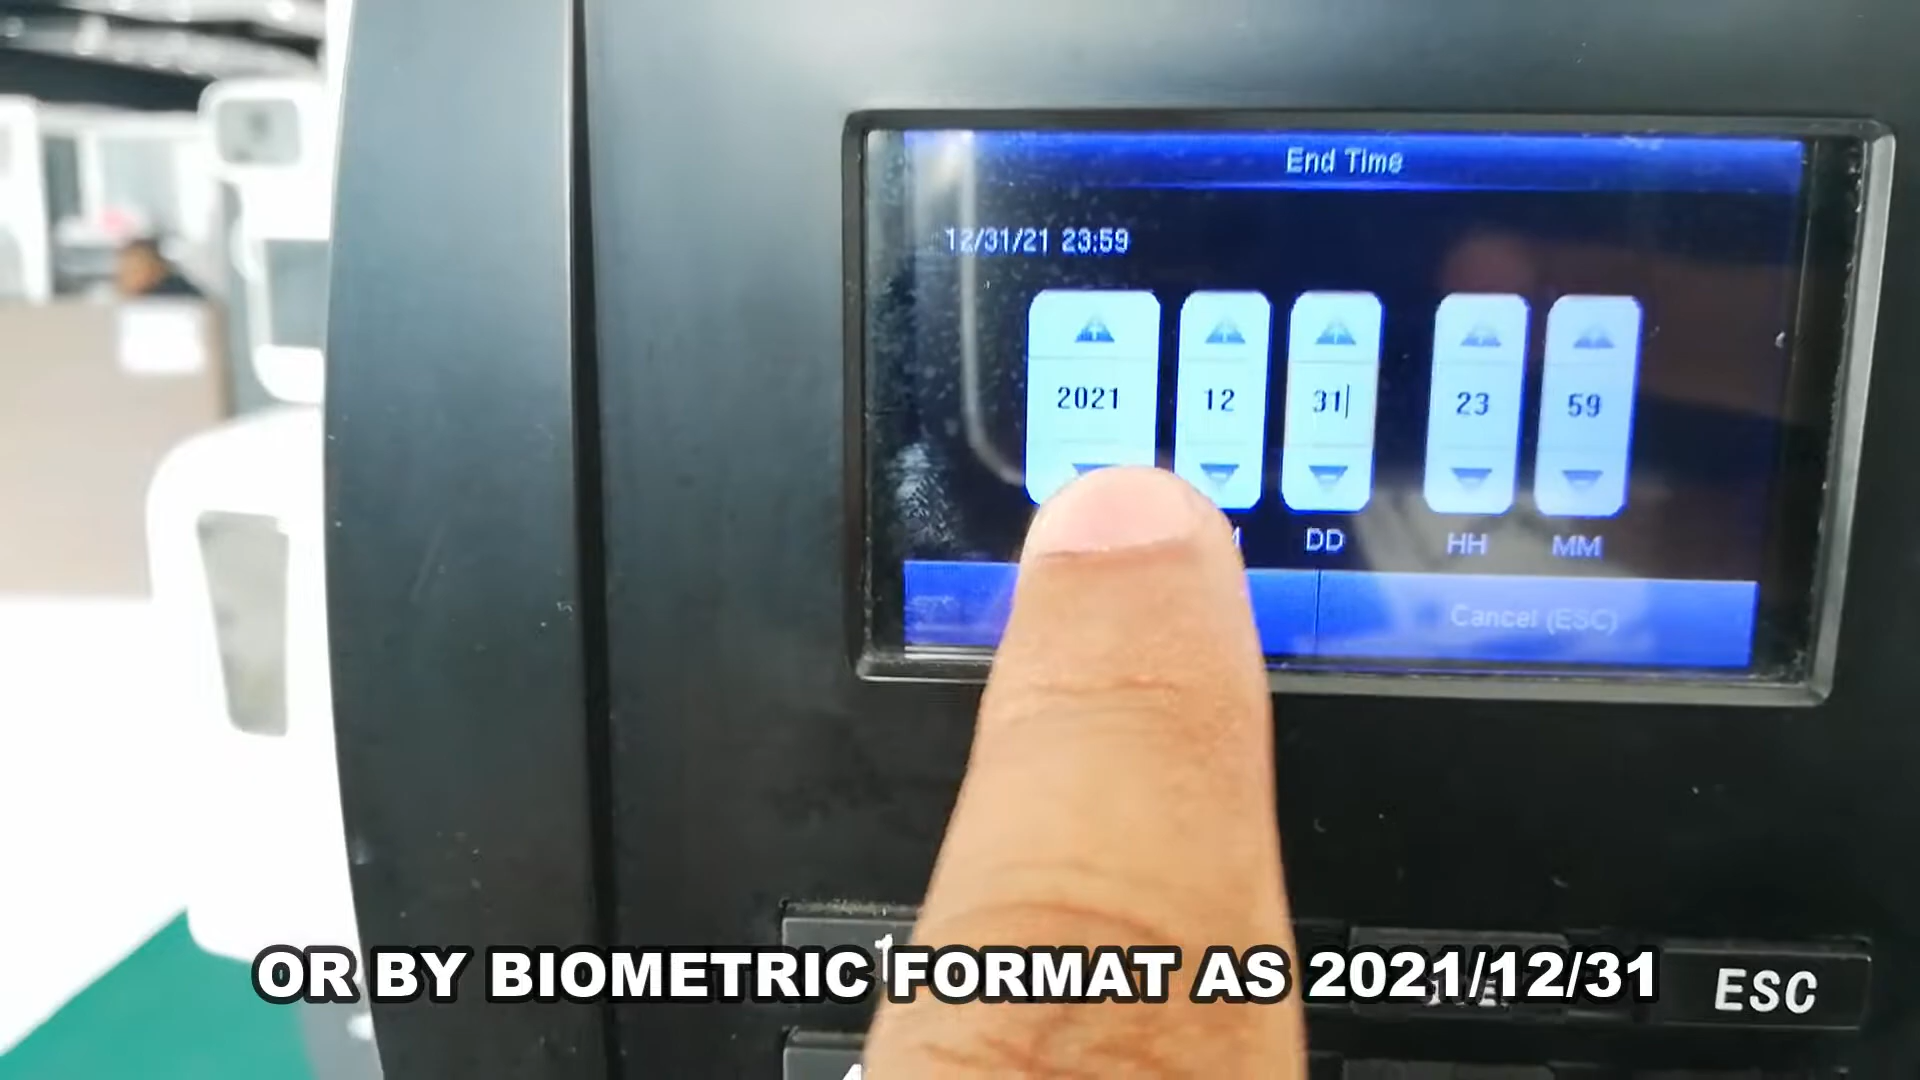 End Time
12/31/21 23:59
2021 12 31 23 59
DD HH MM
Cancel (ESC)
1
OR BY BIOMETRIC FORMAT AS 2021/12/31
ESC